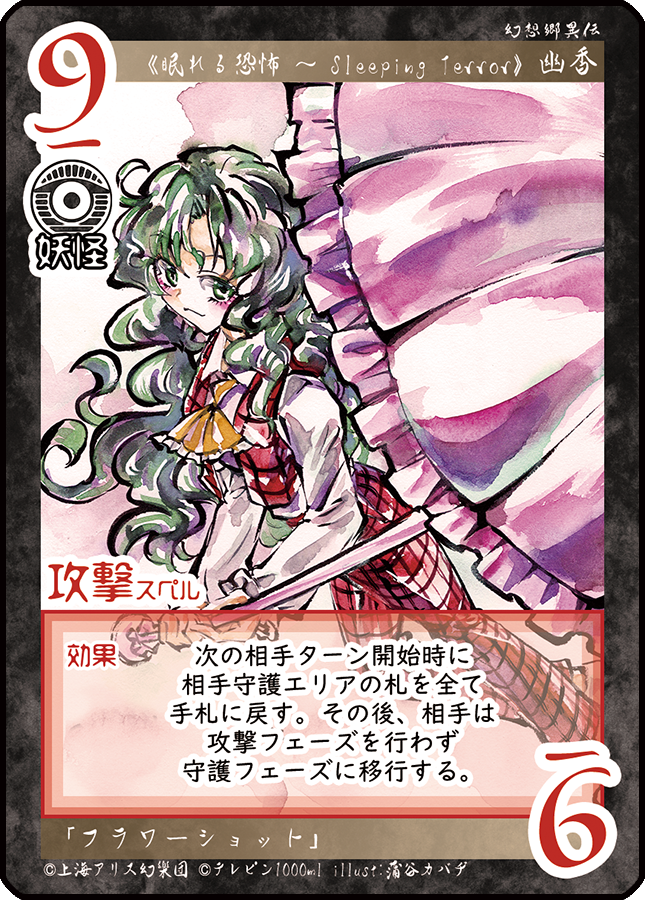 幻想郷異伝
9
《眠れる恐怖 ～ Sleeping Terror》 幽香
妖怪
攻撃スペル
効果
次の相手ターン開始時に
相手守護エリアの札を全て
手札に戻す。その後、相手は
攻撃フェーズを行わず
守護フェーズに移行する。
9
「フラワーショット」
©上海アリス幻樂団 ©テレピン1000ml illust:蒲谷カバヂ